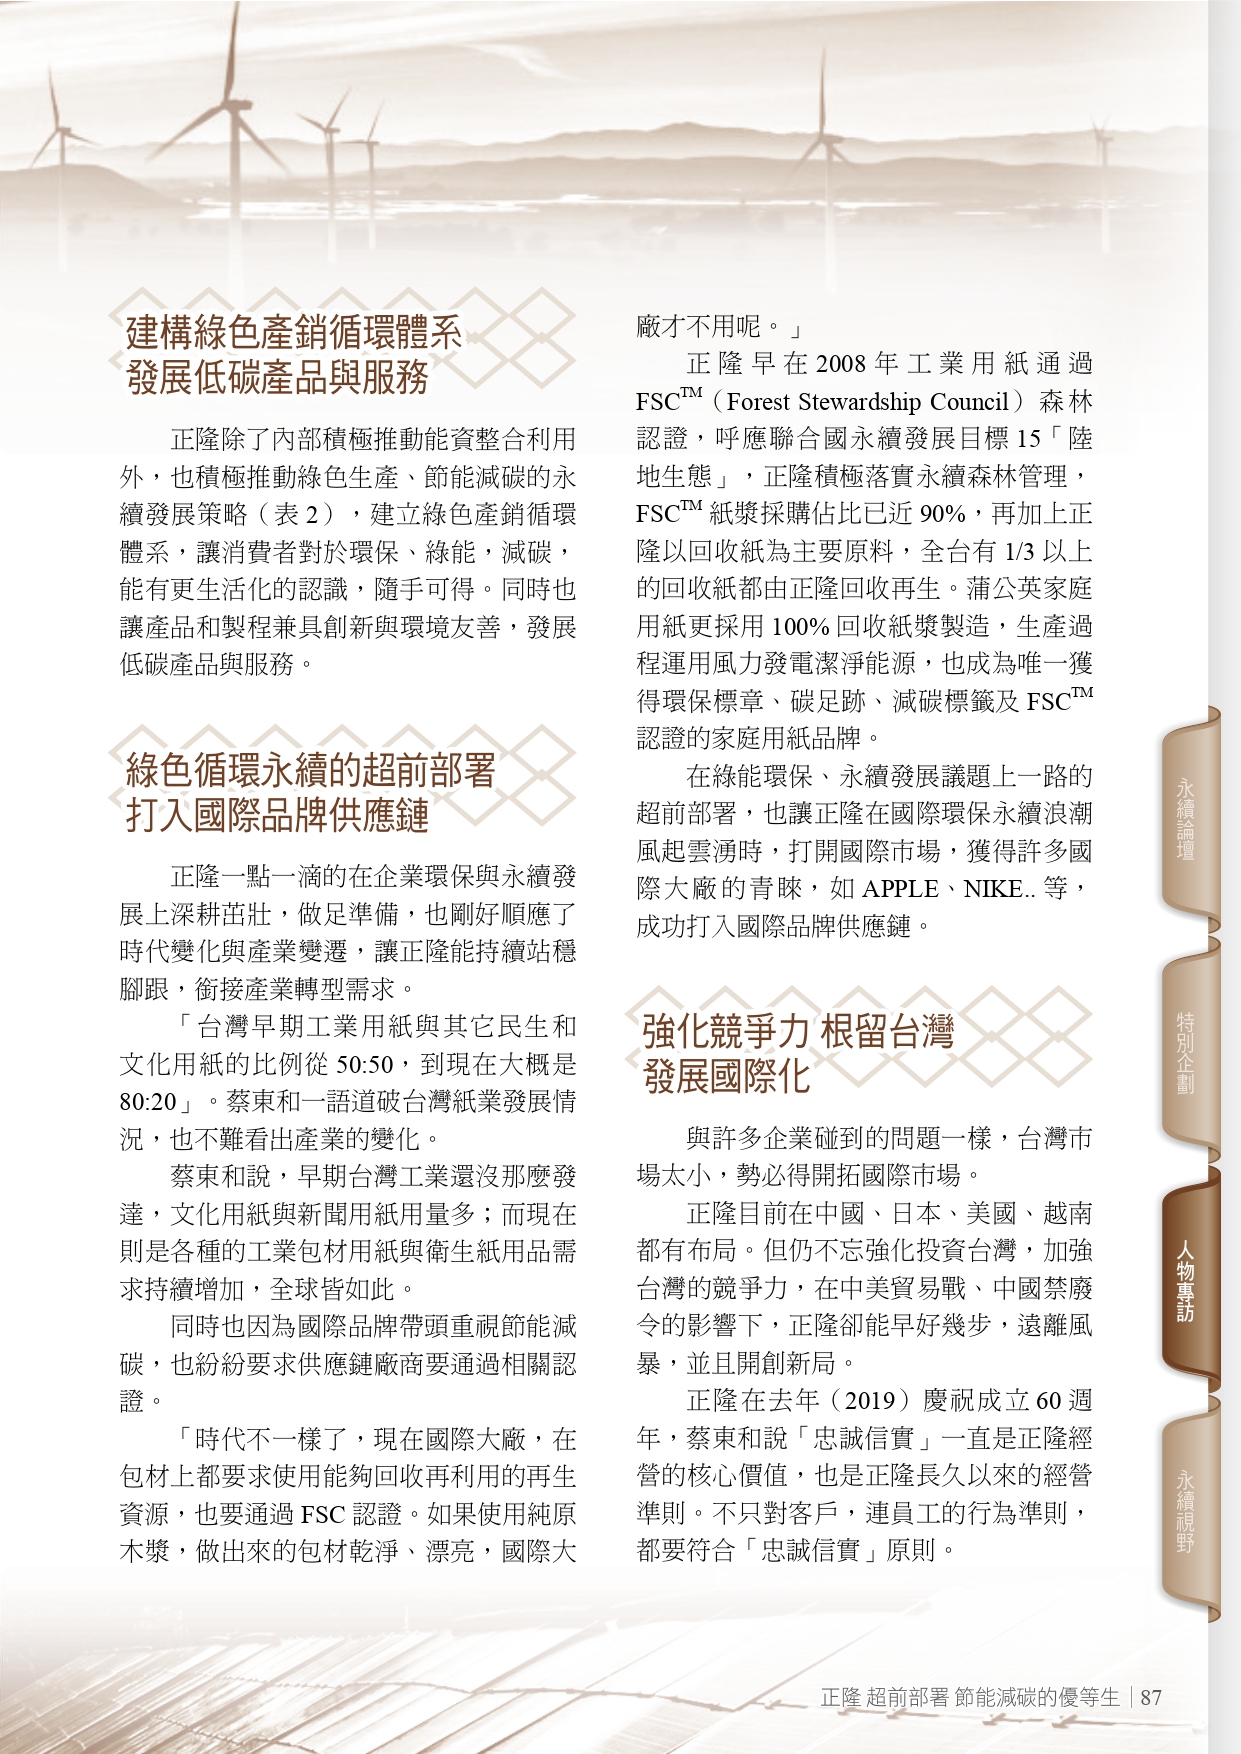 建構綠色產銷循環體系
發展低碳產品與服務
正隆除了內部積極推動能資整合利用
外，也積極推動綠色生產、節能減碳的永
續發展策略（表 2），建立綠色產銷循環
體系，讓消費者對於環保、綠能，減碳，
能有更生活化的認識，隨手可得。同時也
讓產品和製程兼具創新與環境友善，發展
低碳產品與服務。
綠色循環永續的超前部署
打入國際品牌供應鏈
正隆一點一滴的在企業環保與永續發
展上深耕茁壯，做足準備，也剛好順應了
時代變化與產業變遷，讓正隆能持續站穩
腳跟，銜接產業轉型需求。
「台灣早期工業用紙與其它民生和
文化用紙的比例從 50:50，到現在大概是
80:20」。蔡東和一語道破台灣紙業發展情
況，也不難看出產業的變化。
蔡東和說，早期台灣工業還沒那麼發
達，文化用紙與新聞用紙用量多；而現在
則是各種的工業包材用紙與衛生紙用品需
求持續增加，全球皆如此。
同時也因為國際品牌帶頭重視節能減
碳，也紛紛要求供應鏈廠商要通過相關認
證。
「時代不一樣了，現在國際大廠，在
包材上都要求使用能夠回收再利用的再生
資源，也要通過 FSC 認證。如果使用純原
木漿，做出來的包材乾淨、漂亮，國際大
廠才不用呢。」
正隆早在 2008 年工業用紙通過
FSC™（Forest Stewardship Council）森林
認證，呼應聯合國永續發展目標 15「陸
地生態」，正隆積極落實永續森林管理，
FSC™ 紙漿採購佔比已近 90%，再加上正
隆以回收紙為主要原料，全台有 1/3 以上
的回收紙都由正隆回收再生。蒲公英家庭
用紙更採用 100% 回收紙漿製造，生產過
程運用風力發電潔淨能源，也成為唯一獲
得環保標章、碳足跡、減碳標籤及 FSC™
認證的家庭用紙品牌。
在綠能環保、永續發展議題上一路的
超前部署，也讓正隆在國際環保永續浪潮
風起雲湧時，打開國際市場，獲得許多國
際大廠的青睞，如 APPLE、NIKE.. 等，
成功打入國際品牌供應鏈。
強化競爭力 根留台灣
發展國際化
與許多企業碰到的問題一樣，台灣市
場太小，勢必得開拓國際市場。
正隆目前在中國、日本、美國、越南
都有布局。但仍不忘強化投資台灣，加強
台灣的競爭力，在中美貿易戰、中國禁廢
令的影響下，正隆卻能早好幾步，遠離風
暴，並且開創新局。
正隆在去年（2019）慶祝成立 60 週
年，蔡東和說「忠誠信實」一直是正隆經
營的核心價值，也是正隆長久以來的經營
準則。不只對客戶，連員工的行為準則，
都要符合「忠誠信實」原則。
永續論壇
特別企劃
人物專訪
永續視野
正隆 超前部署 節能減碳的優等生│87